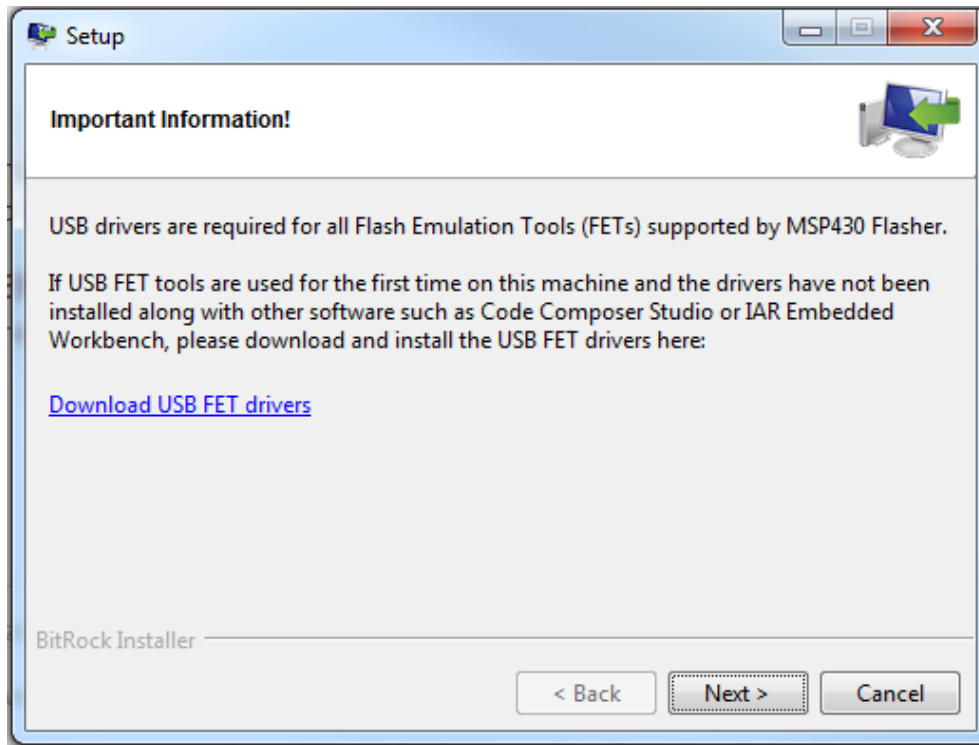 Setup
Important Information!
USB drivers are required for all Flash Emulation Tools (FETs) supported by MSP430 Flasher.
If USB FET tools are used for the first time on this machine and the drivers have not been
installed along with other software such as Code Composer Studio or IAR Embedded
Workbench, please download and install the USB FET drivers here:
Download USB FET drivers
BitRock Installer
< Back
Next >
Cancel